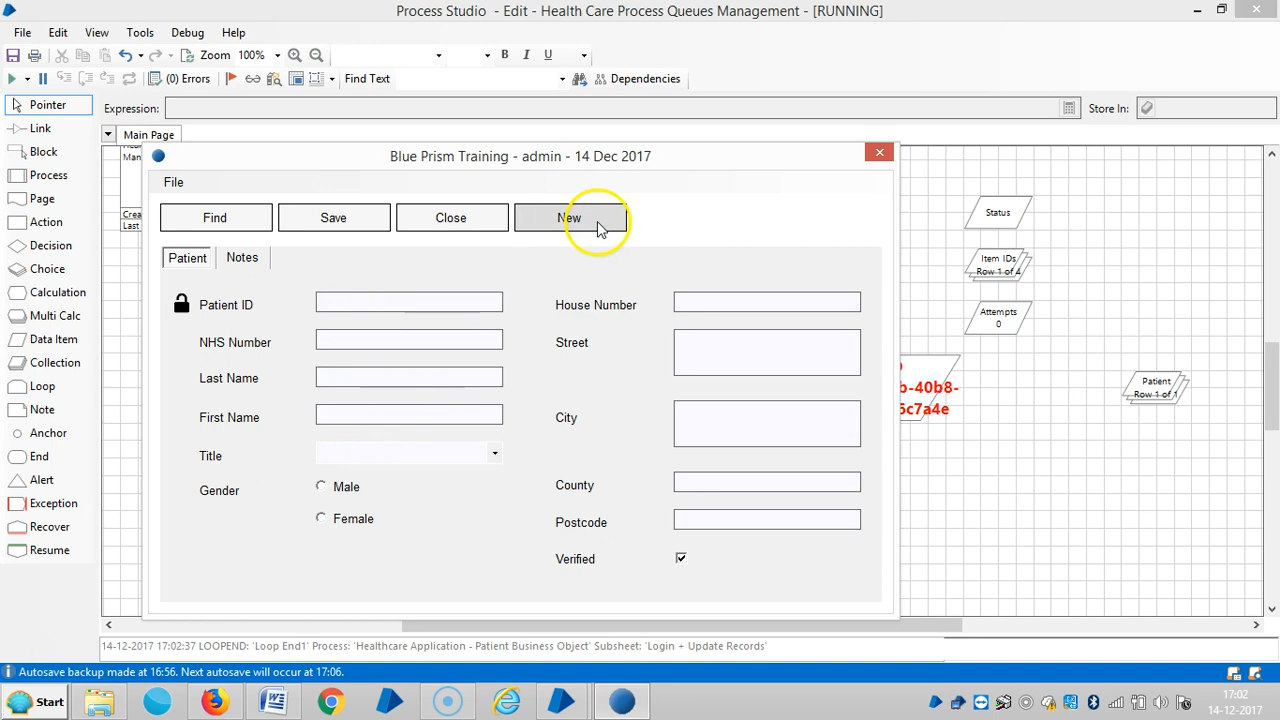 Process Studio - Edit - Health Care Process Queues Management - [RUNNING]
File Edit View Tools Debug Help
Zoom 100% B I U
(0) Errors Find Text Dependencies
Pointer Expression: Store In:
Link
Main Page
Block
Process
Page
Action
Decision
Choice
Calculation
Multi Calc
Data Item
Collection
Loop
Note
Anchor
End
Alert
Exception
Recover
Resume
Man
Crea
Last
Blue Prism Training - admin - 14 Dec 2017
File
Find Save Close New
Patient Notes
Patient ID
NHS Number
Last Name
First Name
Title
Gender
Male
Female
House Number
Street
City
County
Postcode
Verified
Status
Item IDs
Row 1 of 4
Attempts
0
b-40b8-
6c7a4e
Patient
Row 1 of 1
14-12-2017 17:02:37 LOOPEND: 'Loop End1' Process: 'Healthcare Application - Patient Business Object' Subsheet: 'Login + Update Records'
Autosave backup made at 16:56. Next autosave will occur at 17:06.
Start
17:02
14-12-2017